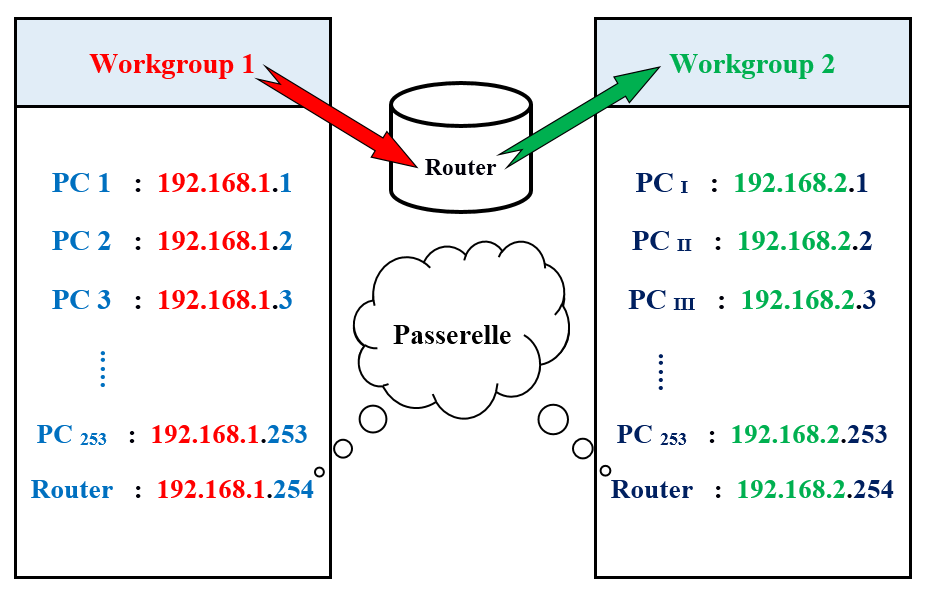 Workgroup 1
PC 1 : 192.168.1.1
PC 2 : 192.168.1.2
PC 3 : 192.168.1.3
PC 253 : 192.168.1.253
Router : 192.168.1.254
Router
Passerelle
Workgroup 2
PC I : 192.168.2.1
PC II : 192.168.2.2
PC III : 192.168.2.3
PC 253 : 192.168.2.253
Router : 192.168.2.254